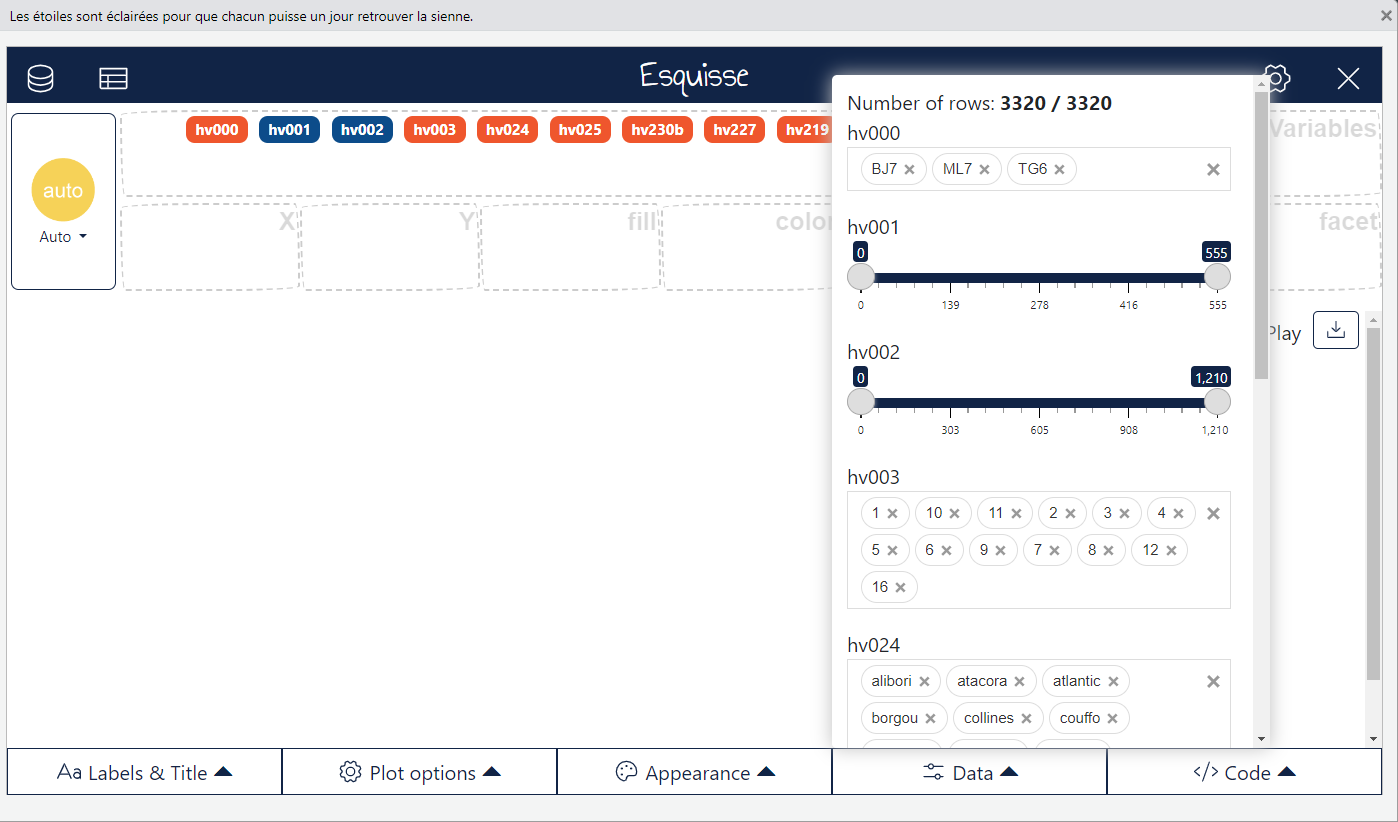 Les étoiles sont éclairées pour que chacun puisse un jour retrouver la sienne.
Esquisse
hv000 hv001 hv002 hv003 hv024 hv025 hv230b hv227 hv219
Variables
auto
Auto
X Y fill color facet
Play
Number of rows: 3320 / 3320
hv000
BJ7 ML7 TG6
hv001
0 555
0 139 278 416 555
hv002
0 1,210
0 303 605 908 1,210
hv003
1 10 11 2 3 4
5 6 9 7 8 12
16
hv024
alibori atacora atlantic
borgou collines couffo
Aa Labels & Title Plot options Appearance Data </> Code